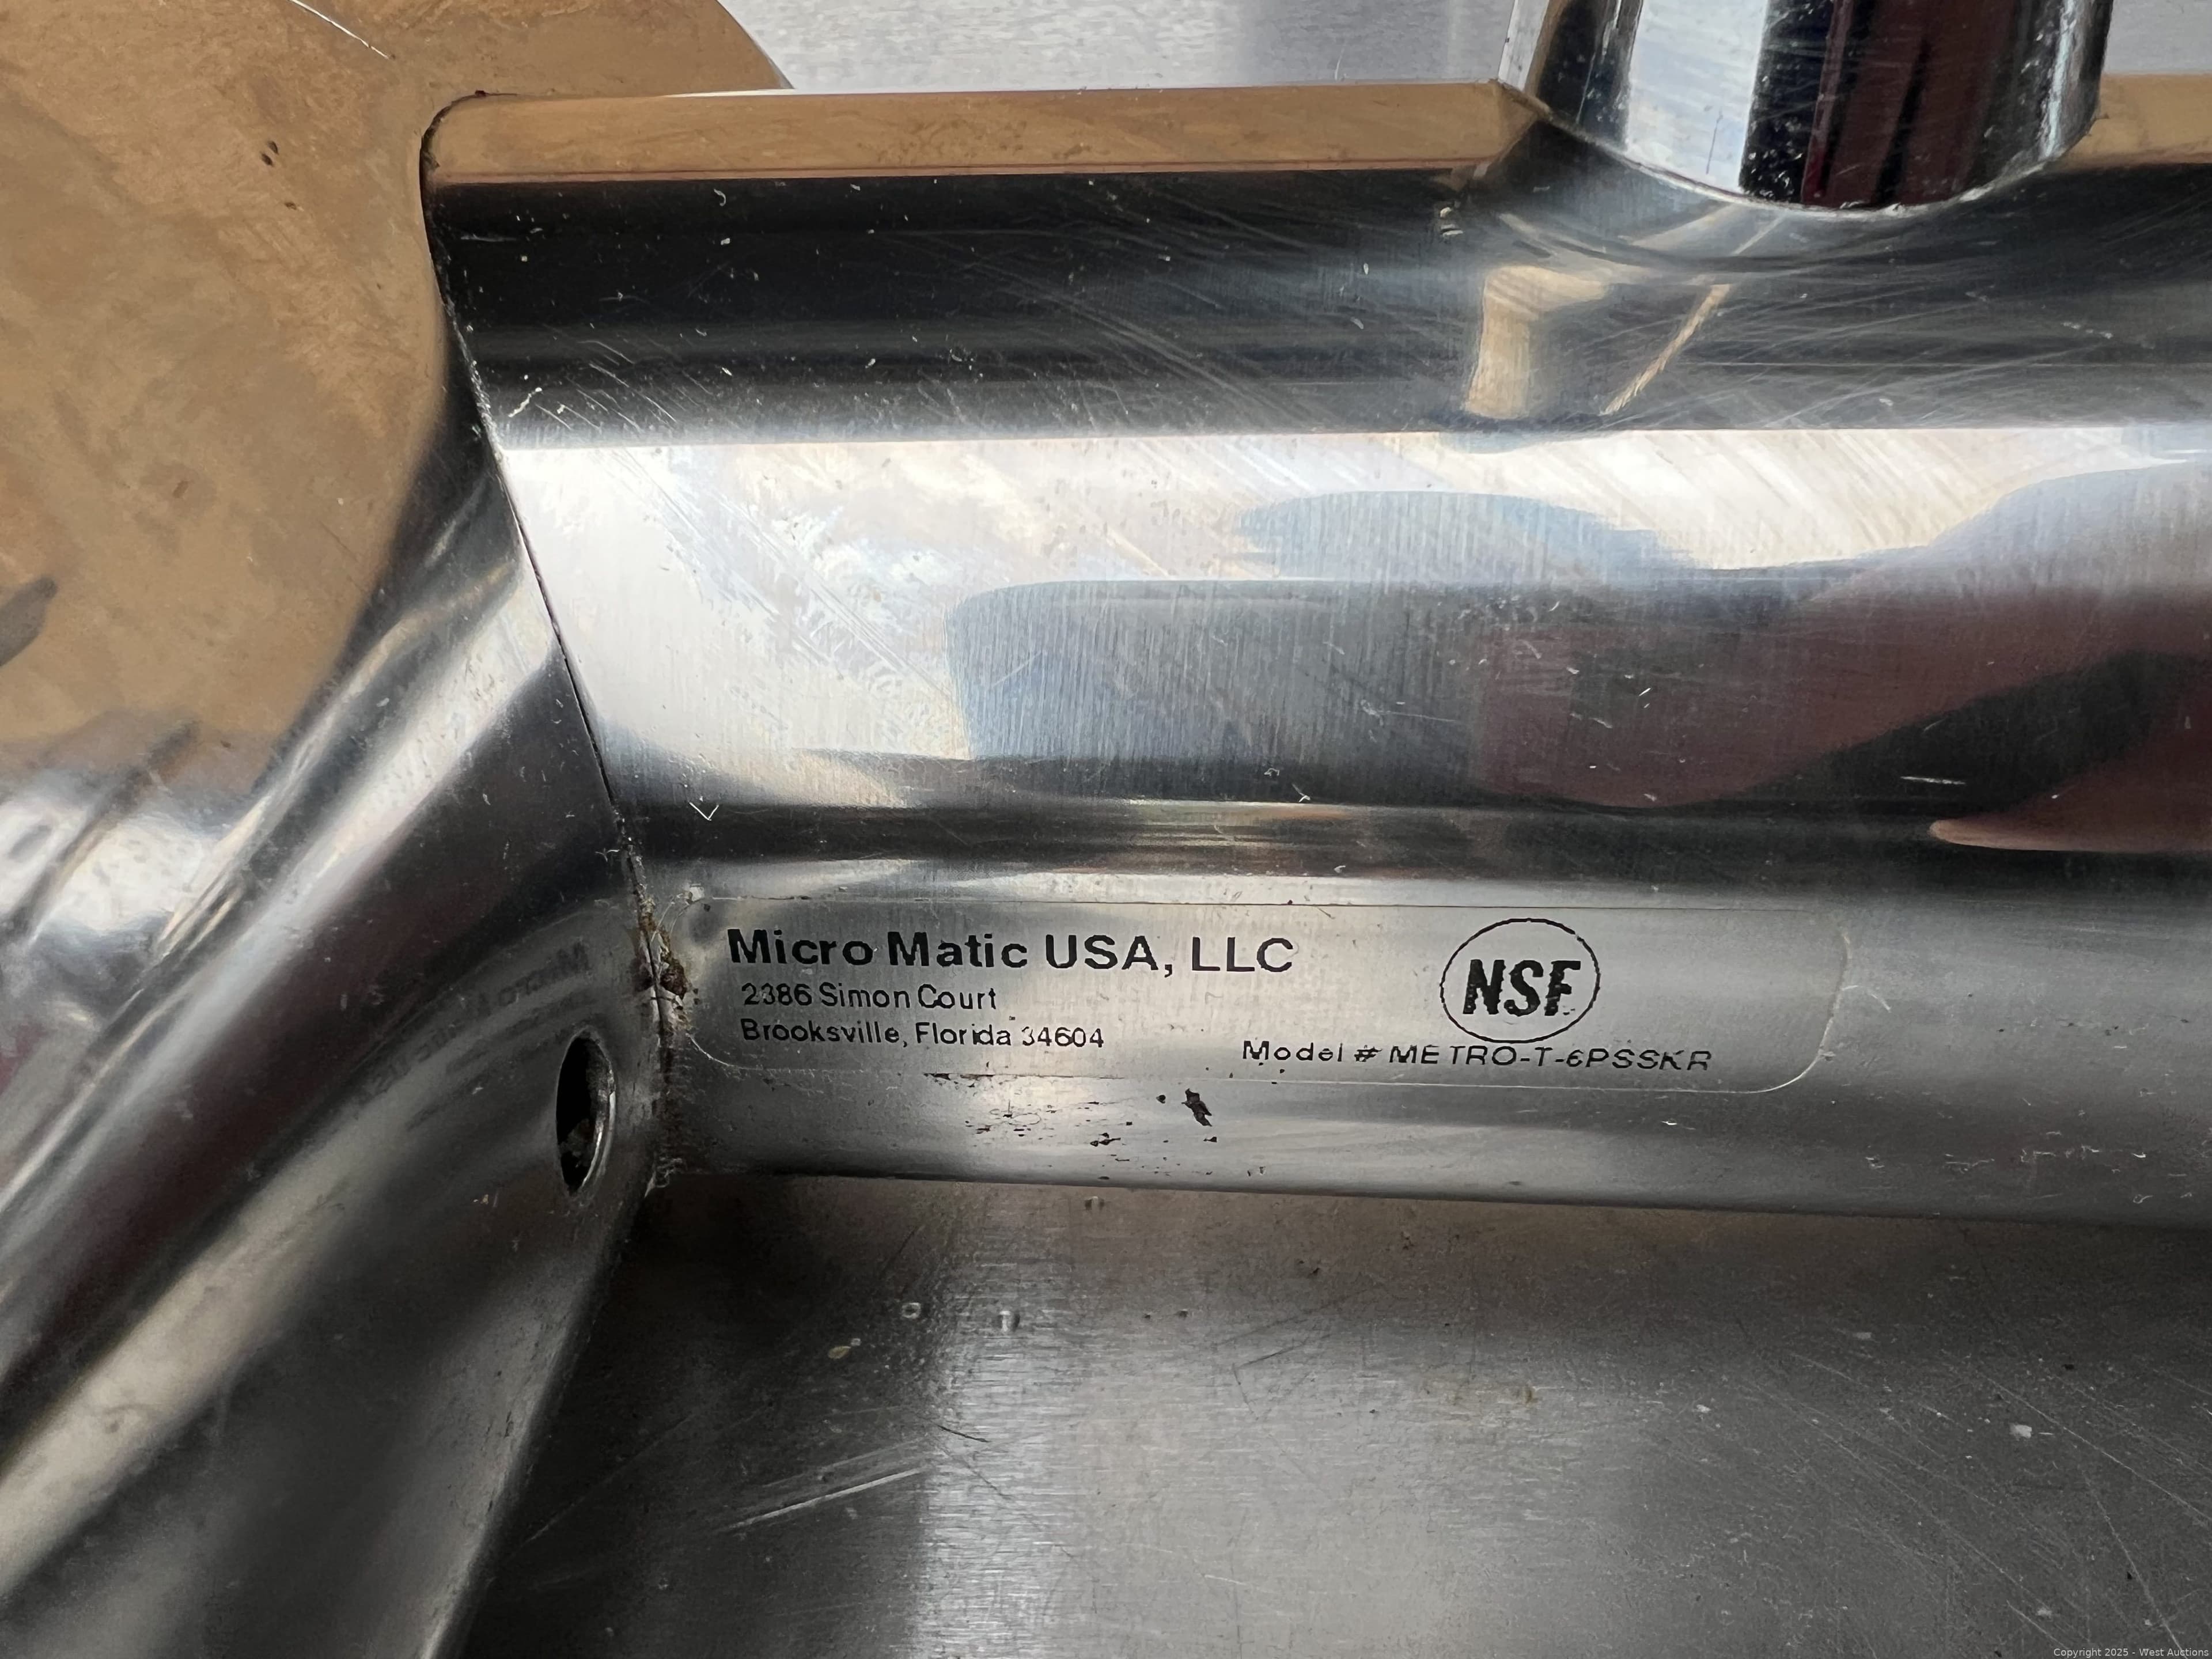 Micro Matic USA, LLC
2386 Simon Court
Brooksville, Florida 34604
NSF
Model # METRO-T-6PSSKR
Copyright 2025 - West Auctions